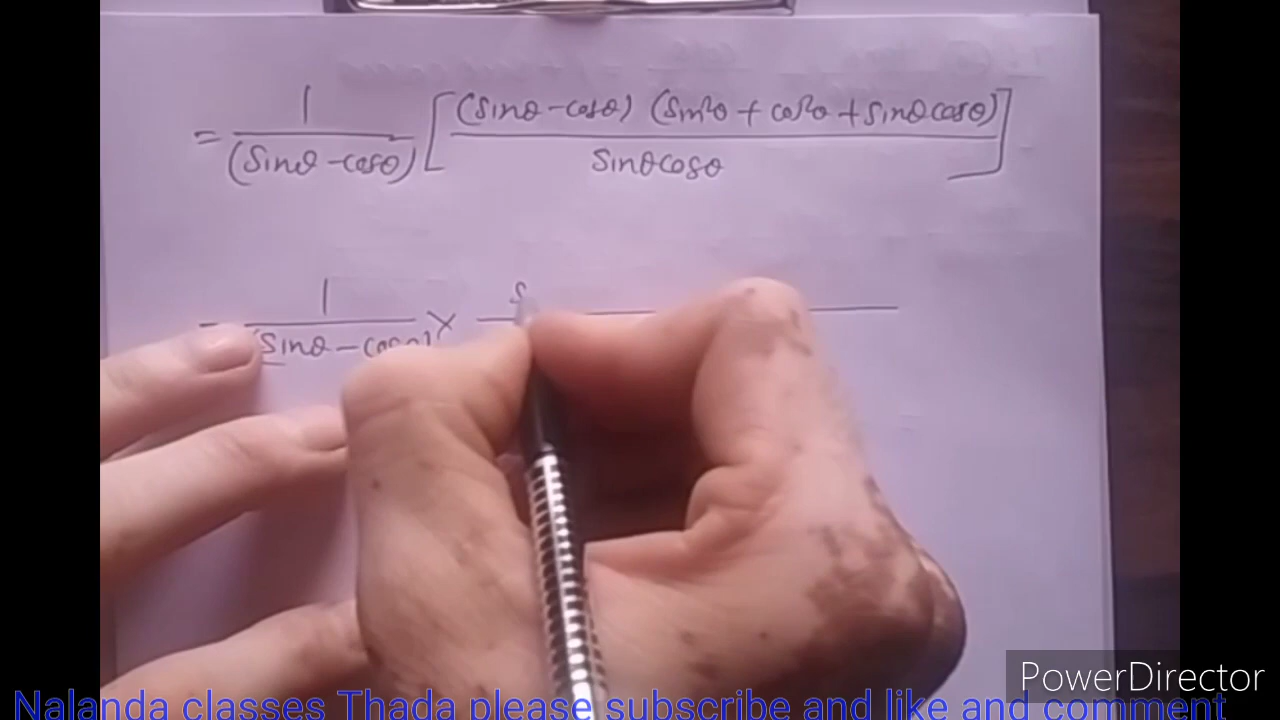 1 (sinθ-cosθ) (sin²θ + cos²θ + sinθcosθ)
= (sinθ-cosθ) [ sinθcosθ ]
1 s
= (sinθ-cosθ) ×
PowerDirector
Nalanda classes Thada please subscribe and like and comment